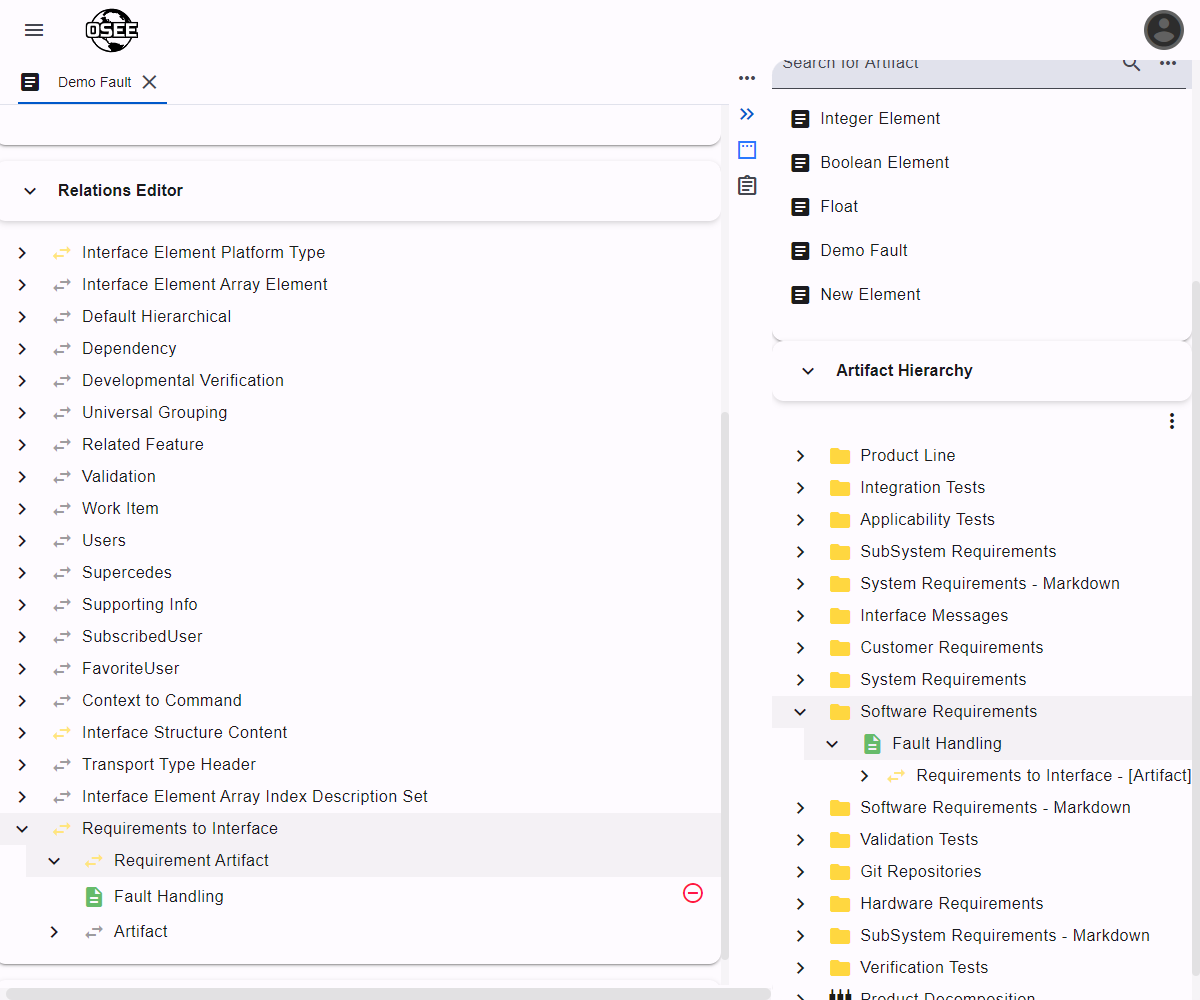 OSEE
Demo Fault
Relations Editor
Interface Element Platform Type
Interface Element Array Element
Default Hierarchical
Dependency
Developmental Verification
Universal Grouping
Related Feature
Validation
Work Item
Users
Supercedes
Supporting Info
SubscribedUser
FavoriteUser
Context to Command
Interface Structure Content
Transport Type Header
Interface Element Array Index Description Set
Requirements to Interface
Requirement Artifact
Fault Handling
Artifact
Search for Artifact
Integer Element
Boolean Element
Float
Demo Fault
New Element
Artifact Hierarchy
Product Line
Integration Tests
Applicability Tests
SubSystem Requirements
System Requirements - Markdown
Interface Messages
Customer Requirements
System Requirements
Software Requirements
Fault Handling
Requirements to Interface - [Artifact]
Software Requirements - Markdown
Validation Tests
Git Repositories
Hardware Requirements
SubSystem Requirements - Markdown
Verification Tests
Product Decomposition